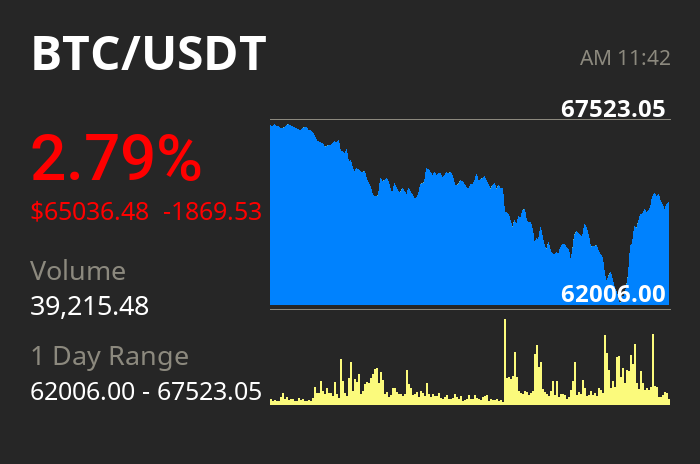 BTC/USDT
AM 11:42
67523.05
2.79%
$65036.48 -1869.53
Volume
39,215.48
62006.00
1 Day Range
62006.00 - 67523.05